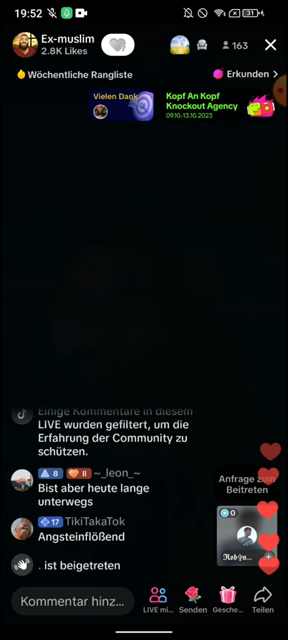 19:52
Ex-muslim
2.8K Likes
163
Wöchentliche Rangliste
Erkunden >
Vielen Dank
Kopf An Kopf
Knockout Agency
09.10-13.10.2023
Einige Kommentare in diesem
LIVE wurden gefiltert, um die
Erfahrung der Community zu
schützen.
8 11 ~_leon_~
Bist aber heute lange
unterwegs
17 TikiTakaTok
Angsteinflößend
. ist beigetreten
Anfrage zum
Beitreten
0
Kommentar hinz...
LIVE mi...
Senden
Gesche...
Teilen